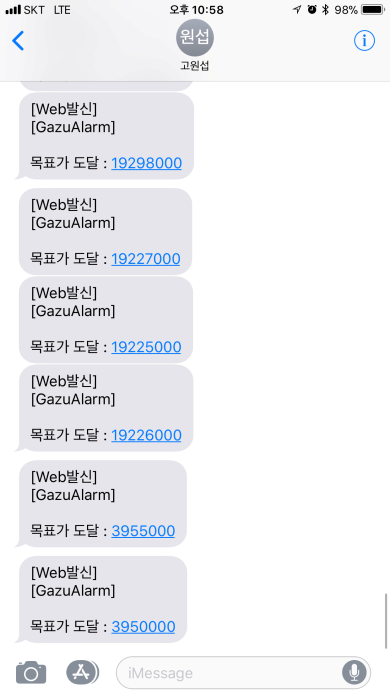 SKT LTE 오후 10:58 98%
원섭
고원섭
[Web발신]
[GazuAlarm]
목표가 도달 : 19298000
[Web발신]
[GazuAlarm]
목표가 도달 : 19227000
[Web발신]
[GazuAlarm]
목표가 도달 : 19225000
[Web발신]
[GazuAlarm]
목표가 도달 : 19226000
[Web발신]
[GazuAlarm]
목표가 도달 : 3955000
[Web발신]
[GazuAlarm]
목표가 도달 : 3950000
iMessage